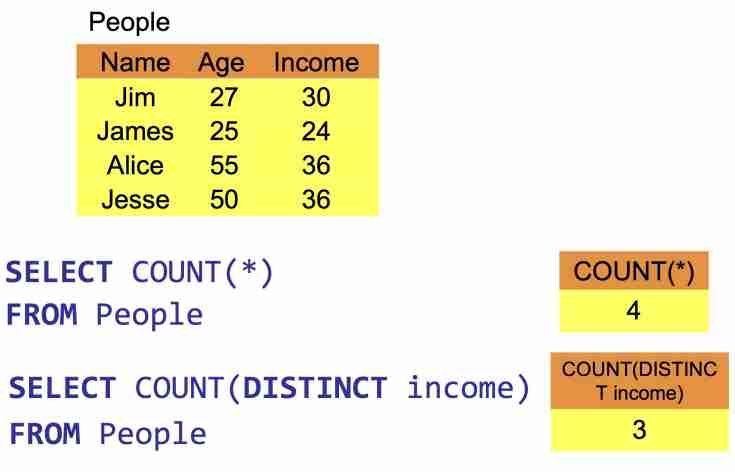 People
Name Age Income
Jim 27 30
James 25 24
Alice 55 36
Jesse 50 36
SELECT COUNT(*)
FROM People
COUNT(*)
4
SELECT COUNT(DISTINCT income)
FROM People
COUNT(DISTINC
T income)
3